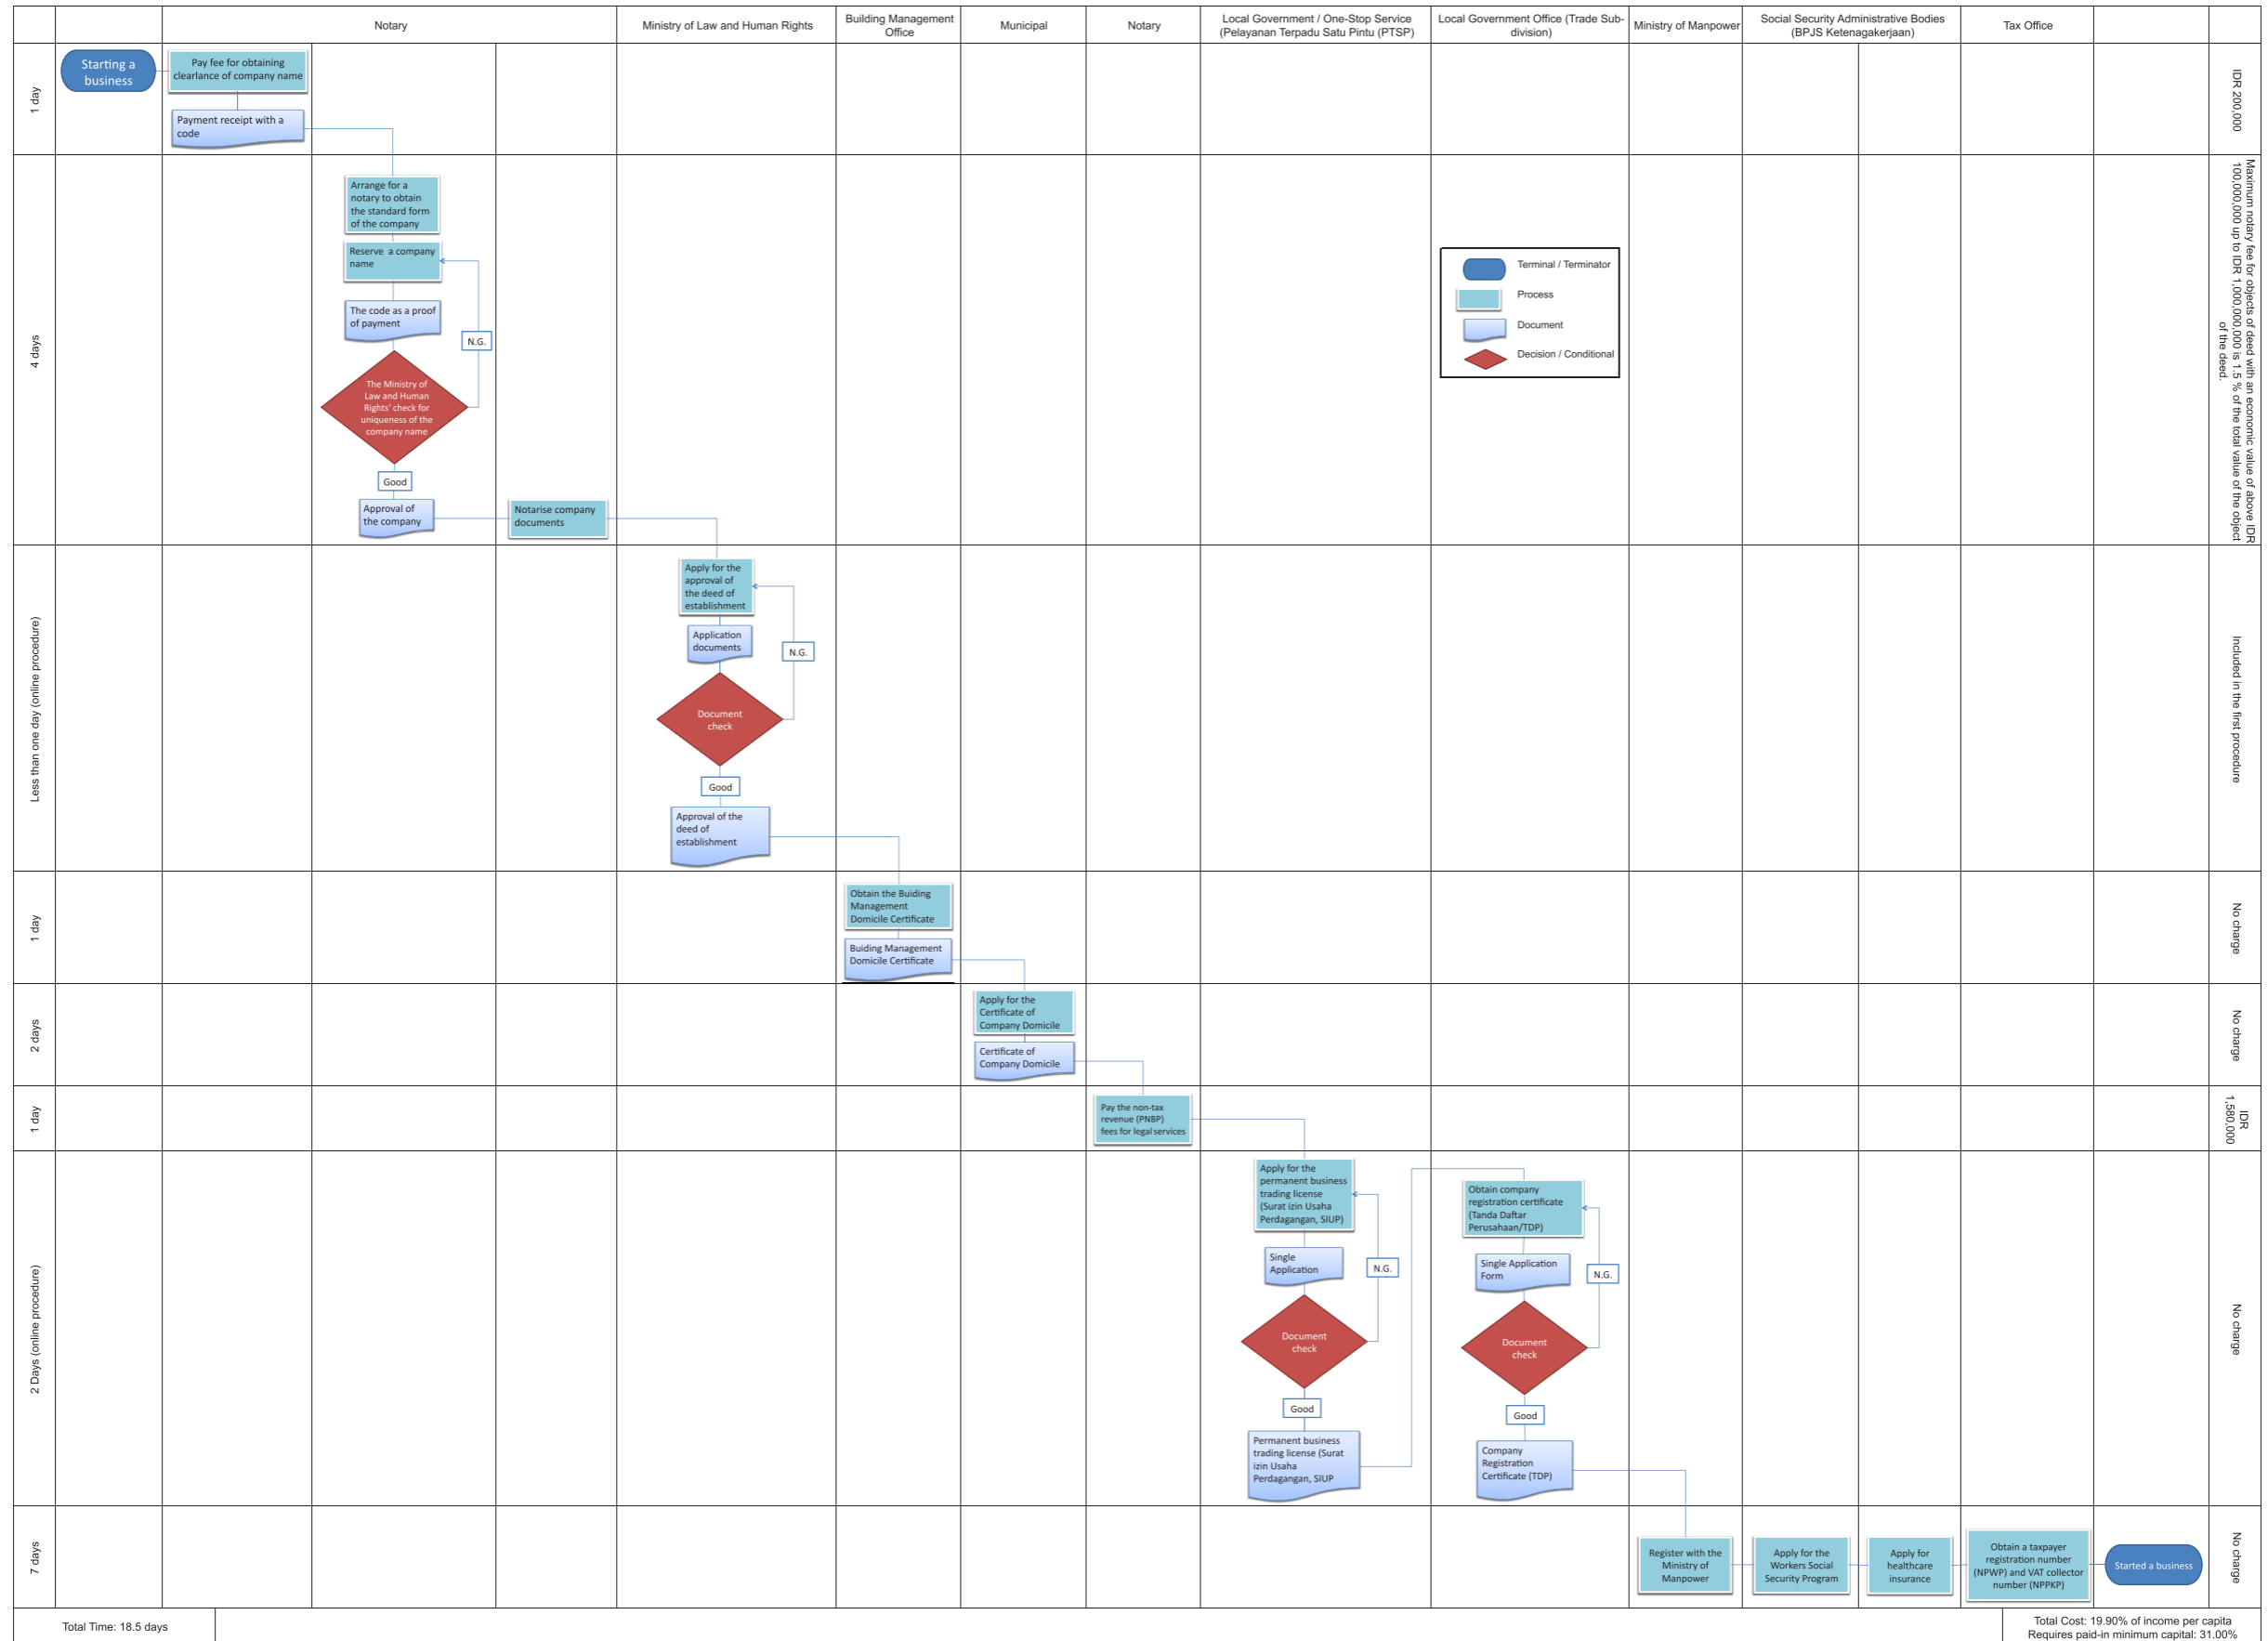 Notary
Ministry of Law and Human Rights
Building Management
Office
Municipal
Notary
Local Government / One-Stop Service
(Pelayanan Terpadu Satu Pintu (PTSP)
Local Government Office (Trade Sub-
division)
Ministry of Manpower
Social Security Administrative Bodies
(BPJS Ketenagakerjaan)
Tax Office
1 day
Starting a
business
Pay fee for obtaining
clearlance of company name
Payment receipt with a
code
IDR 200,000
4 days
Arrange for a
notary to obtain
the standard form
of the company
Reserve a company
name
The code as a proof
of payment
N.G.
The Ministry of
Law and Human
Rights' check for
uniqueness of the
company name
Good
Approval of
the company
Notarise company
documents
Terminal / Terminator
Process
Document
Decision / Conditional
Maximum notary fee for objects of deed with an economic value of above IDR
100,000,000 up to IDR 1,000,000,000 is 1.5 % of the total value of the object
of the deed.
Less than one day (online procedure)
Apply for the
approval of
the deed of
establishment
Application
documents
N.G.
Document
check
Good
Approval of the
deed of
establishment
Included in the first procedure
1 day
Obtain the Buiding
Management
Domicile Certificate
Buiding Management
Domicile Certificate
No charge
2 days
Apply for the
Certificate of
Company Domicile
Certificate of
Company Domicile
No charge
1 day
Pay the non-tax
revenue (PNBP)
fees for legal services
IDR
1,580,000
2 Days (online procedure)
Apply for the
permanent business
trading license
(Surat izin Usaha
Perdagangan, SIUP)
Single
Application
N.G.
Document
check
Good
Permanent business
trading license (Surat
izin Usaha
Perdagangan, SIUP
Obtain company
registration certificate
(Tanda Daftar
Perusahaan/TDP)
Single Application
Form
N.G.
Document
check
Good
Company
Registration
Certificate (TDP)
No charge
7 days
Register with the
Ministry of
Manpower
Apply for the
Workers Social
Security Program
Apply for
healthcare
insurance
Obtain a taxpayer
registration number
(NPWP) and VAT collector
number (NPPKP)
Started a business
No charge
Total Time: 18.5 days
Total Cost: 19.90% of income per capita
Requires paid-in minimum capital: 31.00%